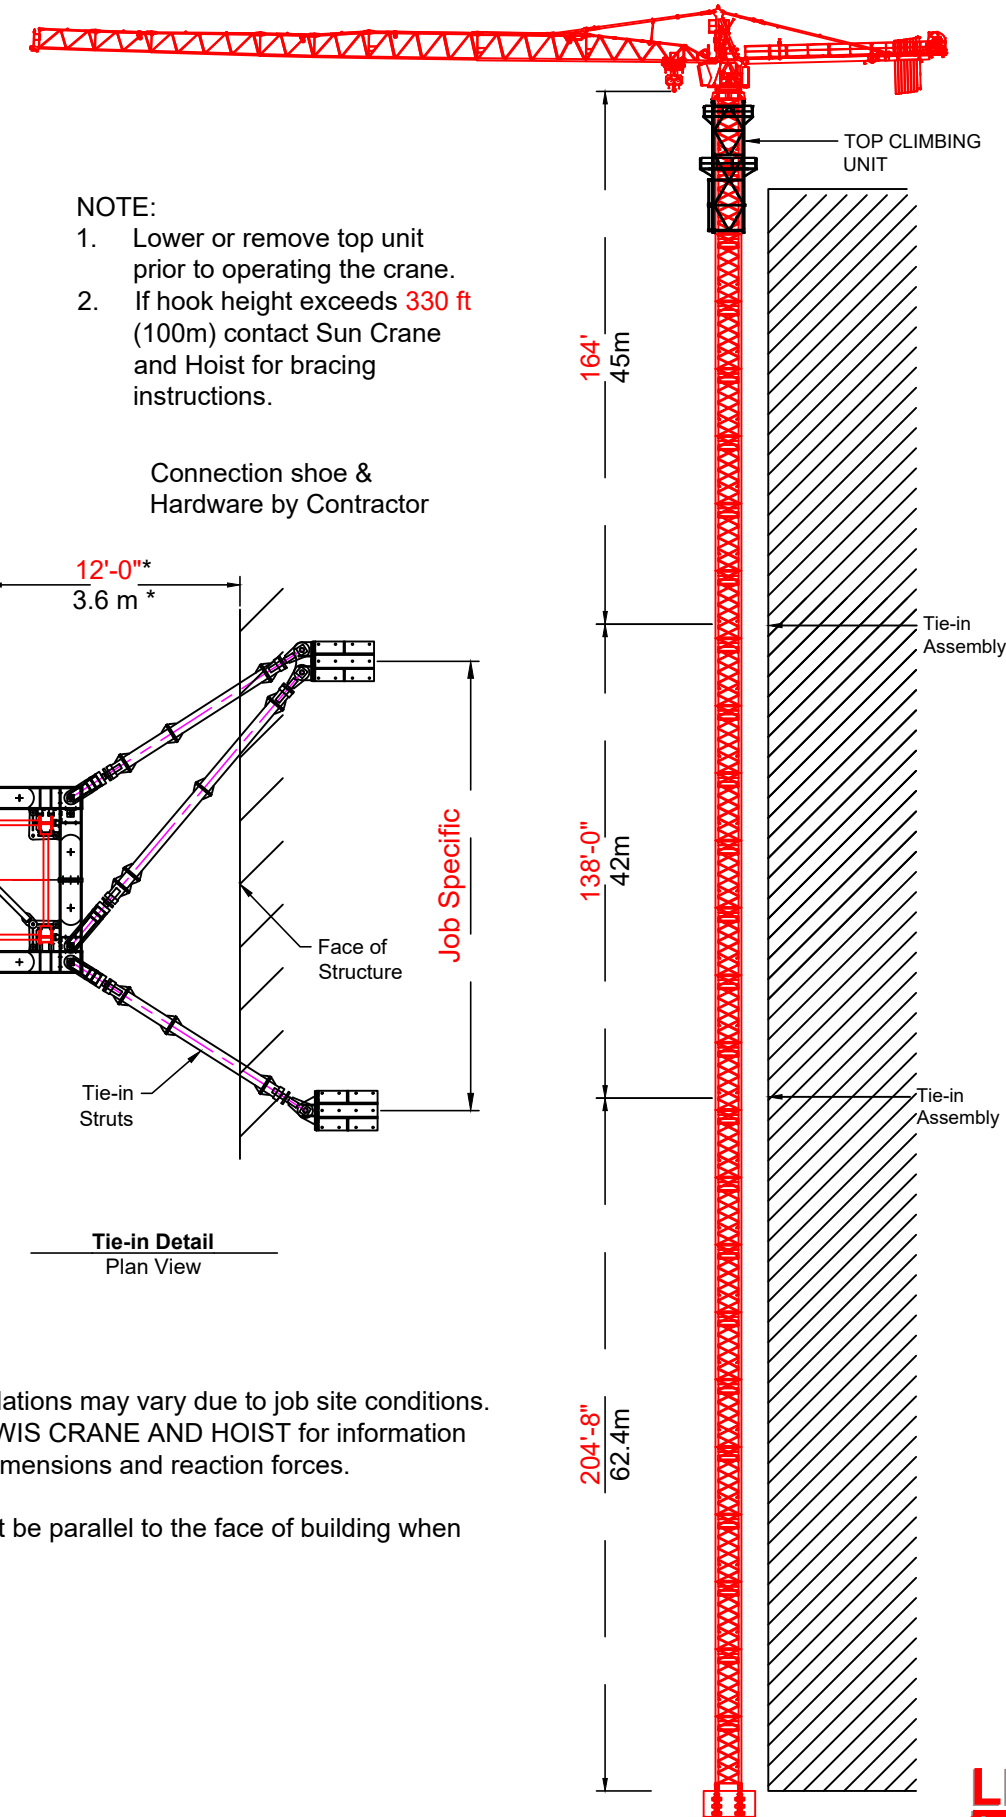 TOP CLIMBING
UNIT
NOTE:
1. Lower or remove top unit
prior to operating the crane.
2. If hook height exceeds 330 ft
(100m) contact Sun Crane
and Hoist for bracing
instructions.
164'
45m
Connection shoe &
Hardware by Contractor
12'-0"*
3.6 m *
Tie-in
Assembly
Job Specific
138'-0"
42m
Face of
Structure
Tie-in
Struts
Tie-in
Assembly
Tie-in Detail
Plan View
lations may vary due to job site conditions.
WIS CRANE AND HOIST for information
mensions and reaction forces.
t be parallel to the face of building when
204'-8"
62.4m